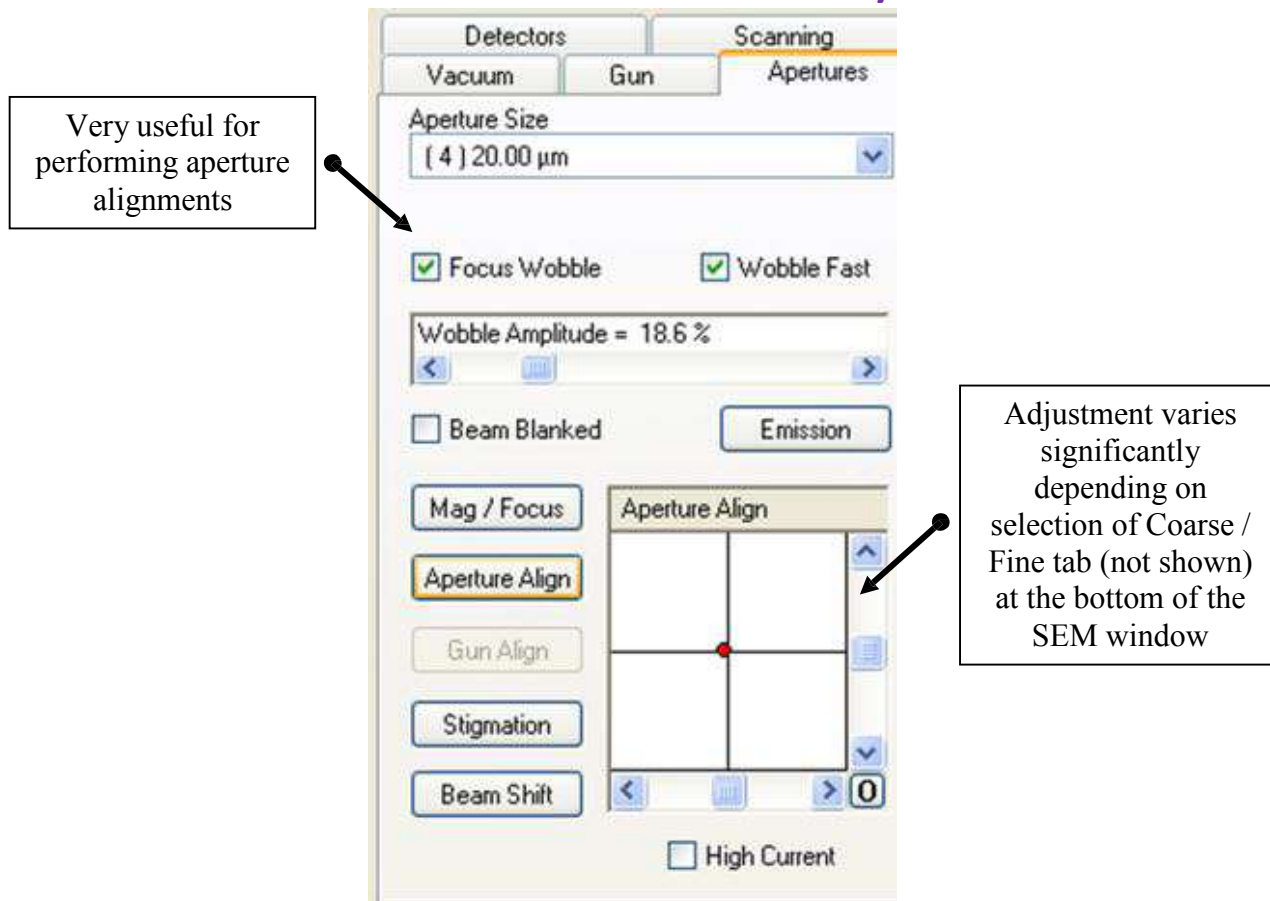 Detectors Scanning
Vacuum Gun Apertures
Very useful for
performing aperture
alignments
Aperture Size
( 4 ) 20.00 µm
Focus Wobble Wobble Fast
Wobble Amplitude = 18.6 %
Beam Blanked Emission
Mag / Focus Aperture Align
Aperture Align
Gun Align
Stigmation
Beam Shift
0
High Current
Adjustment varies
significantly
depending on
selection of Coarse /
Fine tab (not shown)
at the bottom of the
SEM window